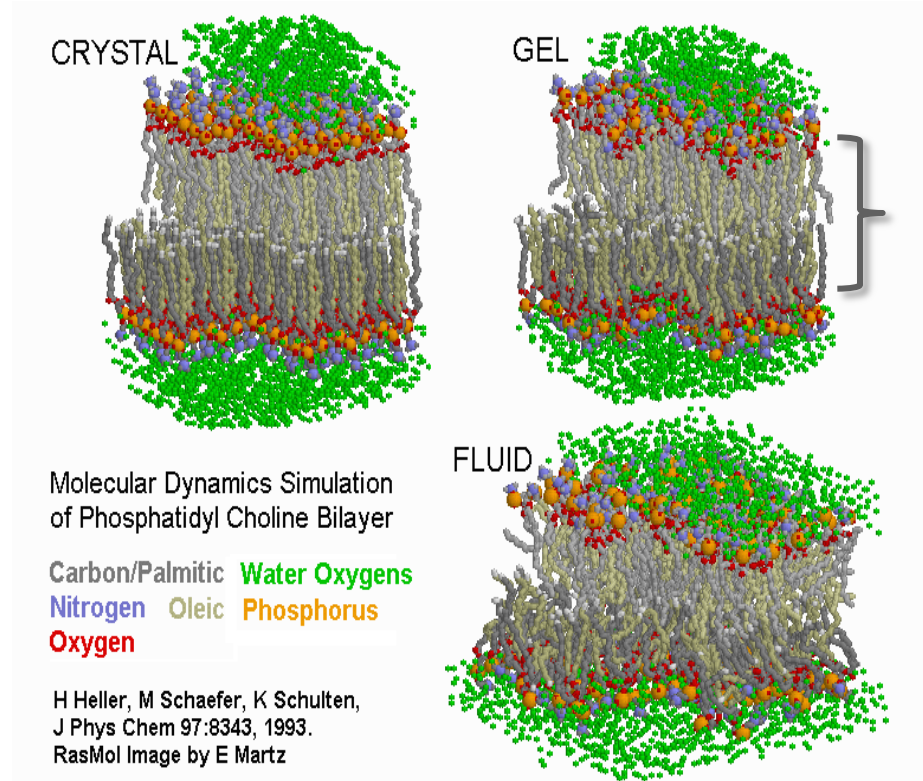 CRYSTAL
GEL
FLUID
Molecular Dynamics Simulation
of Phosphatidyl Choline Bilayer
Carbon/Palmitic Water Oxygens
Nitrogen Oleic Phosphorus
Oxygen
H Heller, M Schaefer, K Schulten,
J Phys Chem 97:8343, 1993.
RasMol Image by E Martz